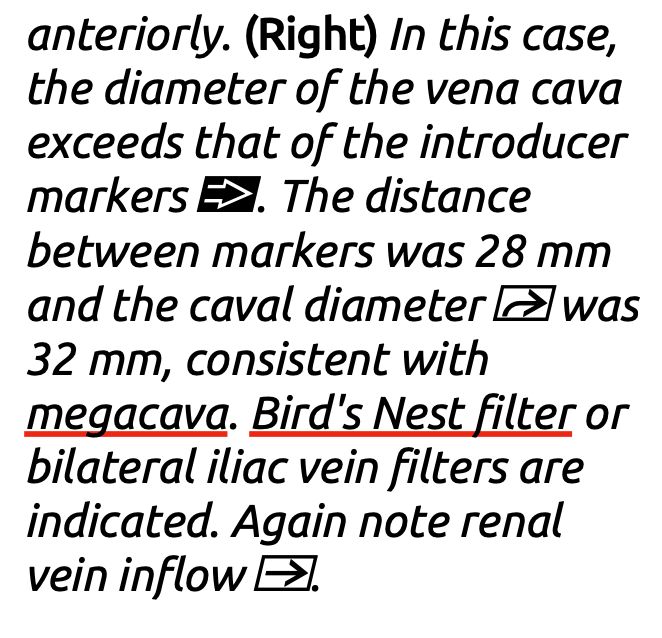 anteriorly. (Right) In this case,
the diameter of the vena cava
exceeds that of the introducer
markers ⇨. The distance
between markers was 28 mm
and the caval diameter ↷ was
32 mm, consistent with
megacava. Bird's Nest filter or
bilateral iliac vein filters are
indicated. Again note renal
vein inflow →.